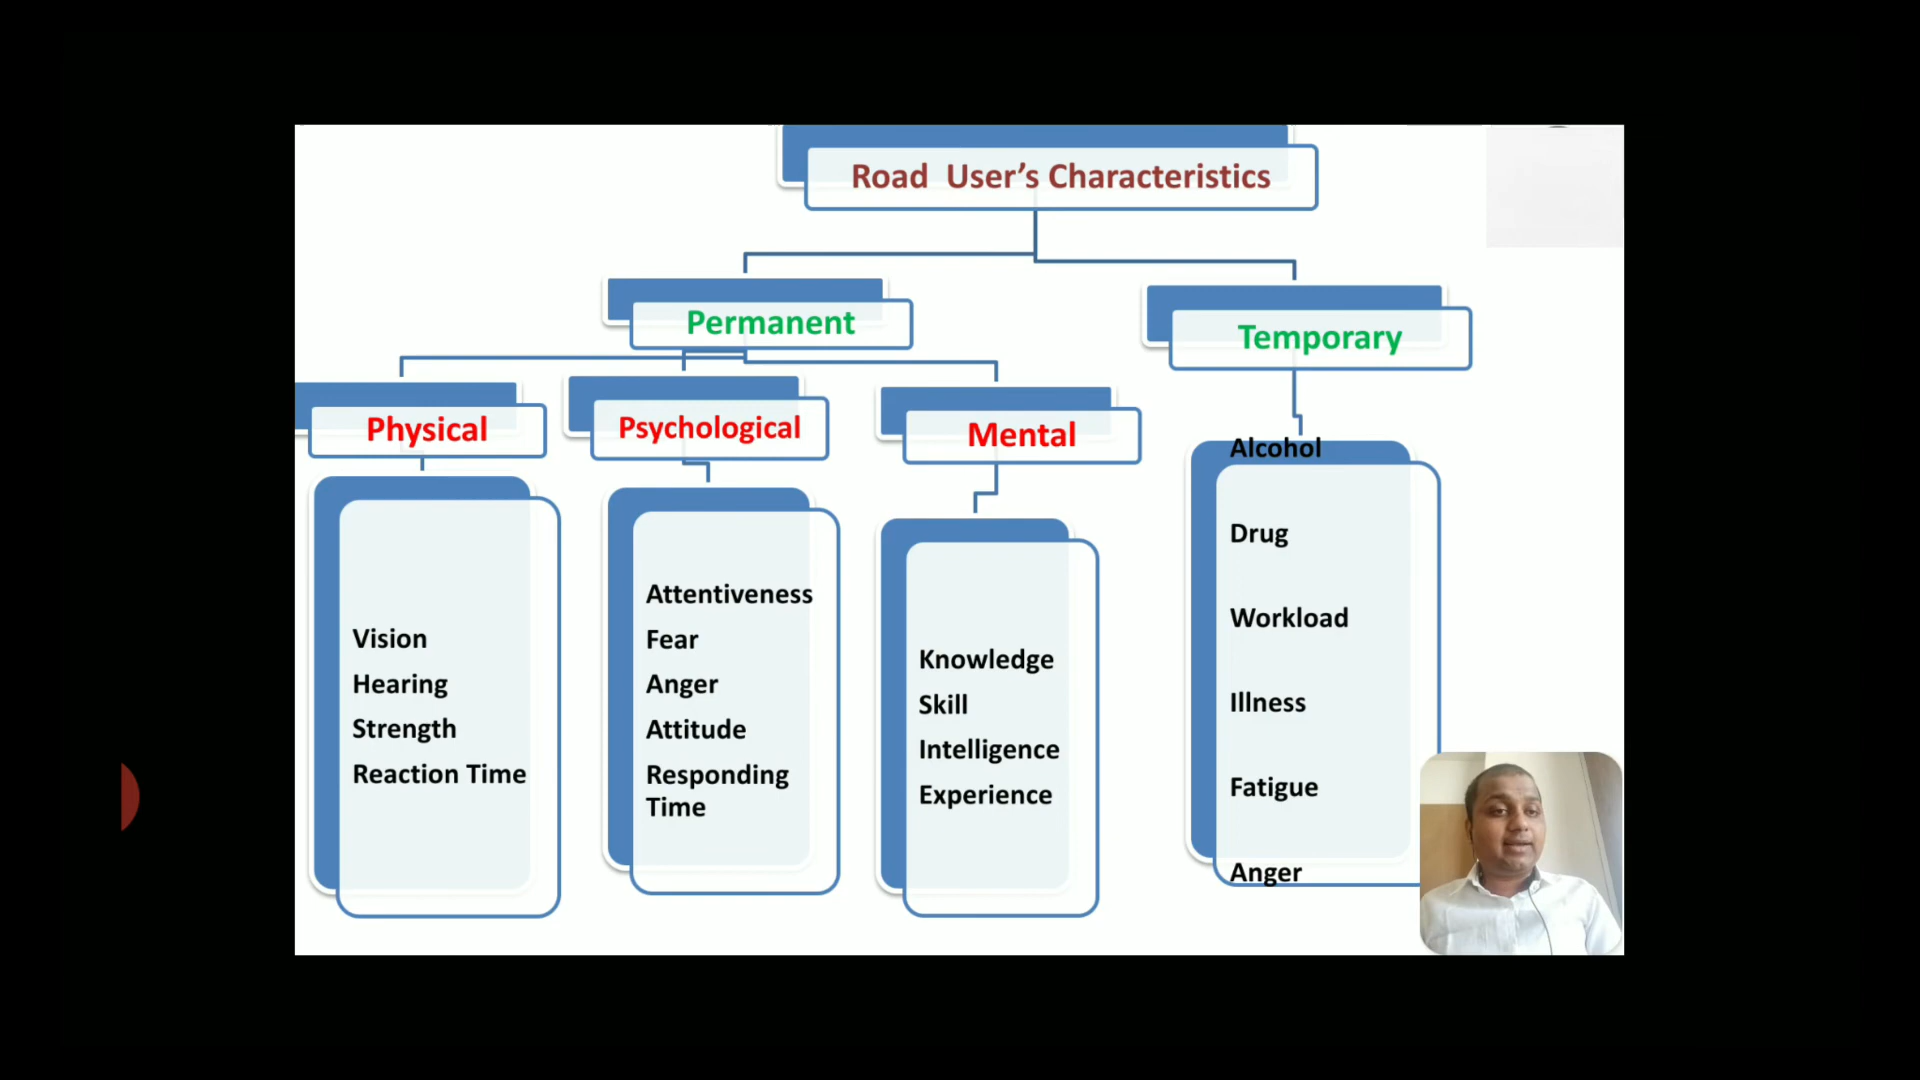 Road User’s Characteristics
Permanent
Temporary
Physical
Psychological
Mental
Vision
Hearing
Strength
Reaction Time
Attentiveness
Fear
Anger
Attitude
Responding
Time
Knowledge
Skill
Intelligence
Experience
Alcohol
Drug
Workload
Illness
Fatigue
Anger